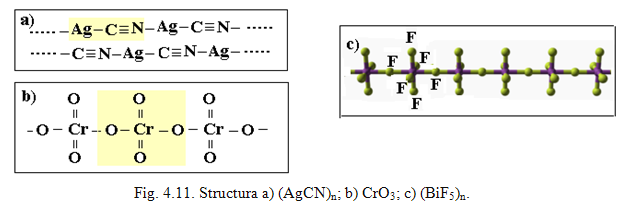 a)
..... –Ag–C≡N–Ag–C≡N– .....
..... –C≡N–Ag–C≡N–Ag– .....
b)
O O O
|| || ||
-O– Cr –O– Cr –O– Cr –O–
|| || ||
O O O
c)
F
F F
F F
F
Fig. 4.11. Structura a) (AgCN)n; b) CrO3; c) (BiF5)n.